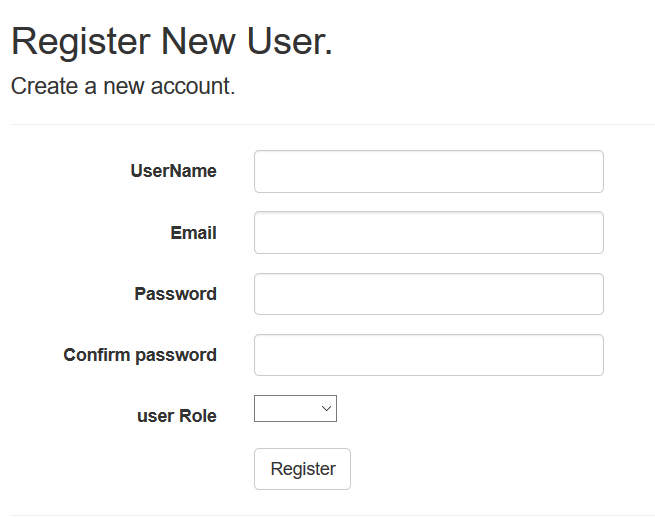 Register New User.
Create a new account.
UserName
Email
Password
Confirm password
user Role
Register